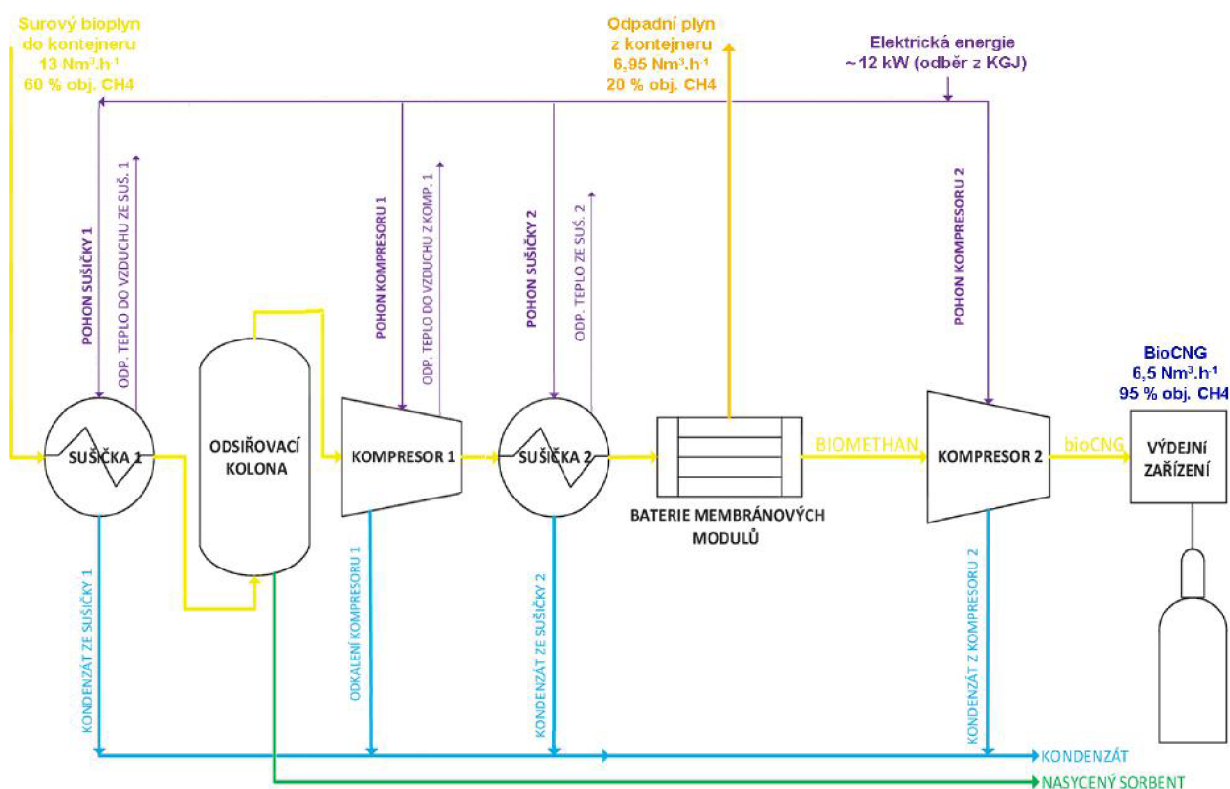 Surový bioplyn
do kontejneru
13 Nm³.h⁻¹
60 % obj. CH4
Odpadní plyn
z kontejneru
6,95 Nm³.h⁻¹
20 % obj. CH4
Elektrická energie
~12 kW (odběr z KGJ)
POHON SUŠIČKY 1
ODP. TEPLO DO VZDUCHU ZE SUŠ. 1
POHON KOMPRESORU 1
ODP. TEPLO DO VZDUCHU Z KOMP. 1
POHON SUŠIČKY 2
ODP. TEPLO ZE SUŠ. 2
POHON KOMPRESORU 2
BioCNG
6,5 Nm³.h⁻¹
95 % obj. CH4
SUŠIČKA 1
ODSIŘOVACÍ
KOLONA
KOMPRESOR 1
SUŠIČKA 2
BATERIE MEMBRÁNOVÝCH
MODULŮ
BIOMETHAN
KOMPRESOR 2
bioCNG
VÝDEJNÍ
ZAŘÍZENÍ
KONDENZÁT ZE SUŠIČKY 1
ODKALENÍ KOMPRESORU 1
KONDENZÁT ZE SUŠIČKY 2
KONDENZÁT Z KOMPRESORU 2
KONDENZÁT
NASYCENÝ SORBENT